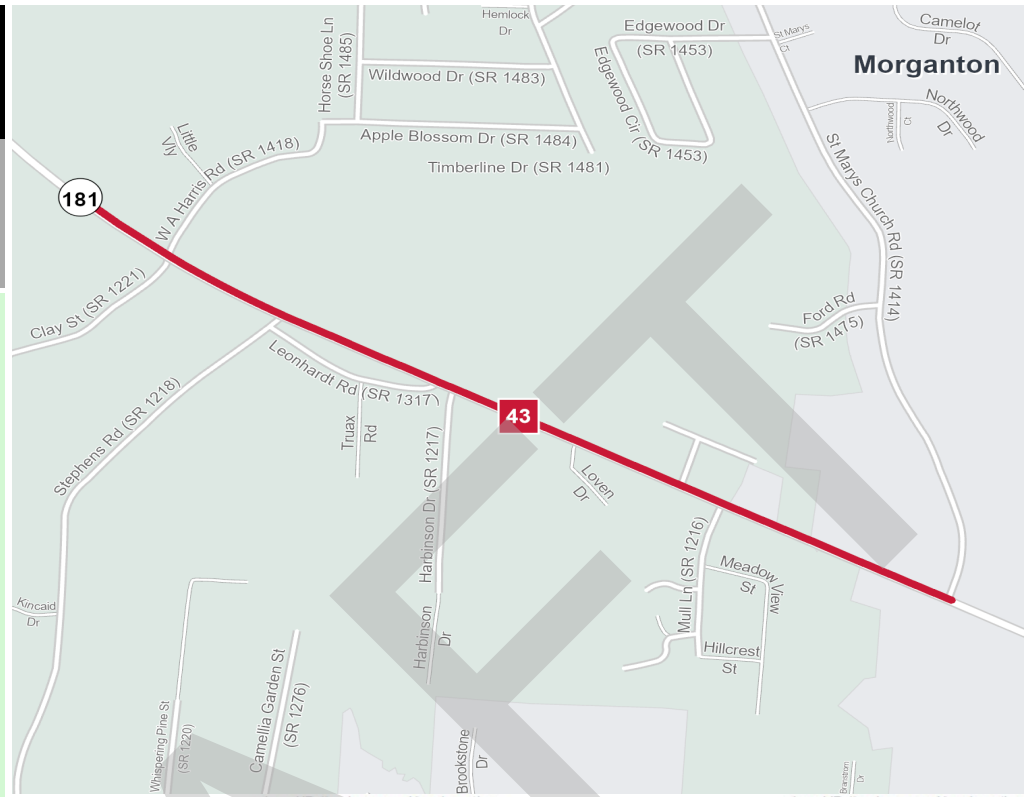 Hemlock
Dr
Edgewood Dr
(SR 1453)
St Marys
Ct
Camelot
Dr
Morganton
Horse Shoe Ln
(SR 1485)
Wildwood Dr (SR 1483)
Edgewood Cir (SR 1453)
Northwood
Dr
Northwood
Ct
Little
Vly
Apple Blossom Dr (SR 1484)
Timberline Dr (SR 1481)
W A Harris Rd (SR 1418)
St Marys Church Rd (SR 1414)
181
Clay St (SR 1221)
Ford Rd
(SR 1475)
Leonhardt Rd (SR 1317)
Stephens Rd (SR 1218)
Truax
Rd
43
Harbinson Dr (SR 1217)
Loven
Dr
Mull Ln (SR 1216)
Meadow View
St
Kincaid
Dr
Harbinson
Dr
Hillcrest
St
Camellia Garden St
(SR 1276)
Whispering Pine St
(SR 1220)
Brookstone
Dr
Branstrom
Dr